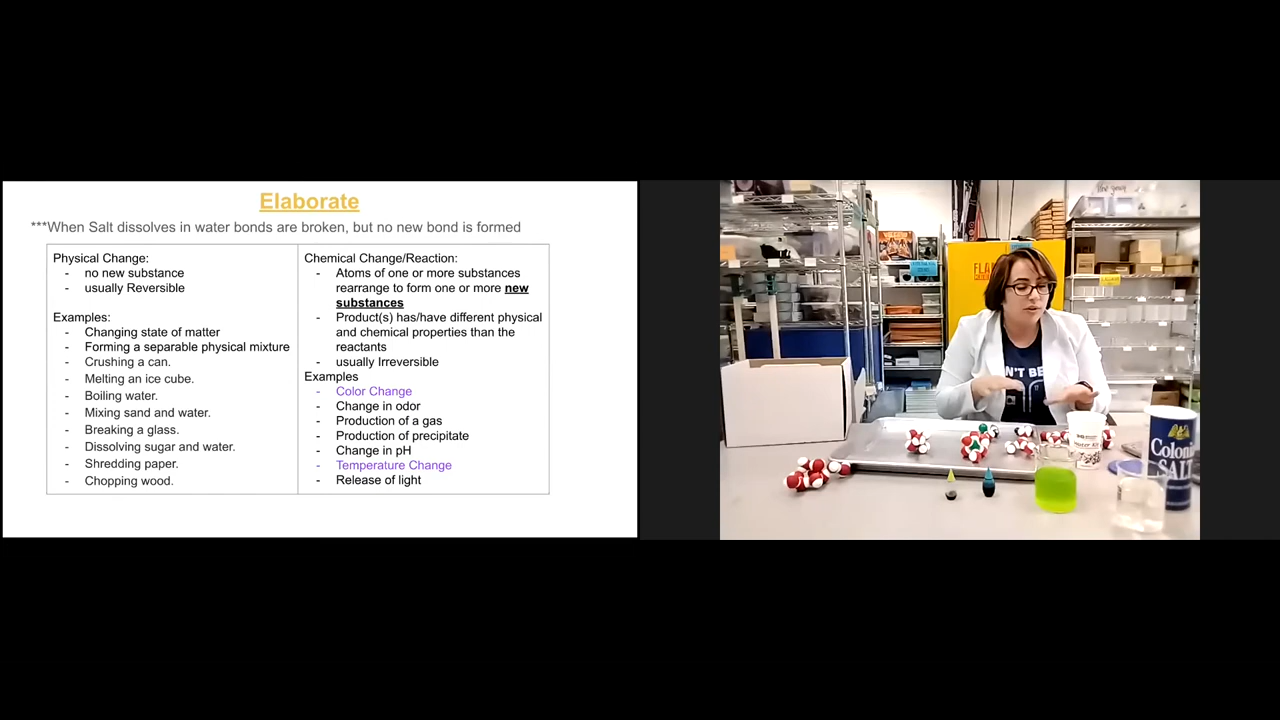 Elaborate
***When Salt dissolves in water bonds are broken, but no new bond is formed
Physical Change:
- no new substance
- usually Reversible
Examples:
- Changing state of matter
- Forming a separable physical mixture
- Crushing a can.
- Melting an ice cube.
- Boiling water.
- Mixing sand and water.
- Breaking a glass.
- Dissolving sugar and water.
- Shredding paper.
- Chopping wood.
Chemical Change/Reaction:
- Atoms of one or more substances
rearrange to form one or more new
substances
- Product(s) has/have different physical
and chemical properties than the
reactants
- usually Irreversible
Examples
- Color Change
- Change in odor
- Production of a gas
- Production of precipitate
- Change in pH
- Temperature Change
- Release of light
N'T BE
SALT